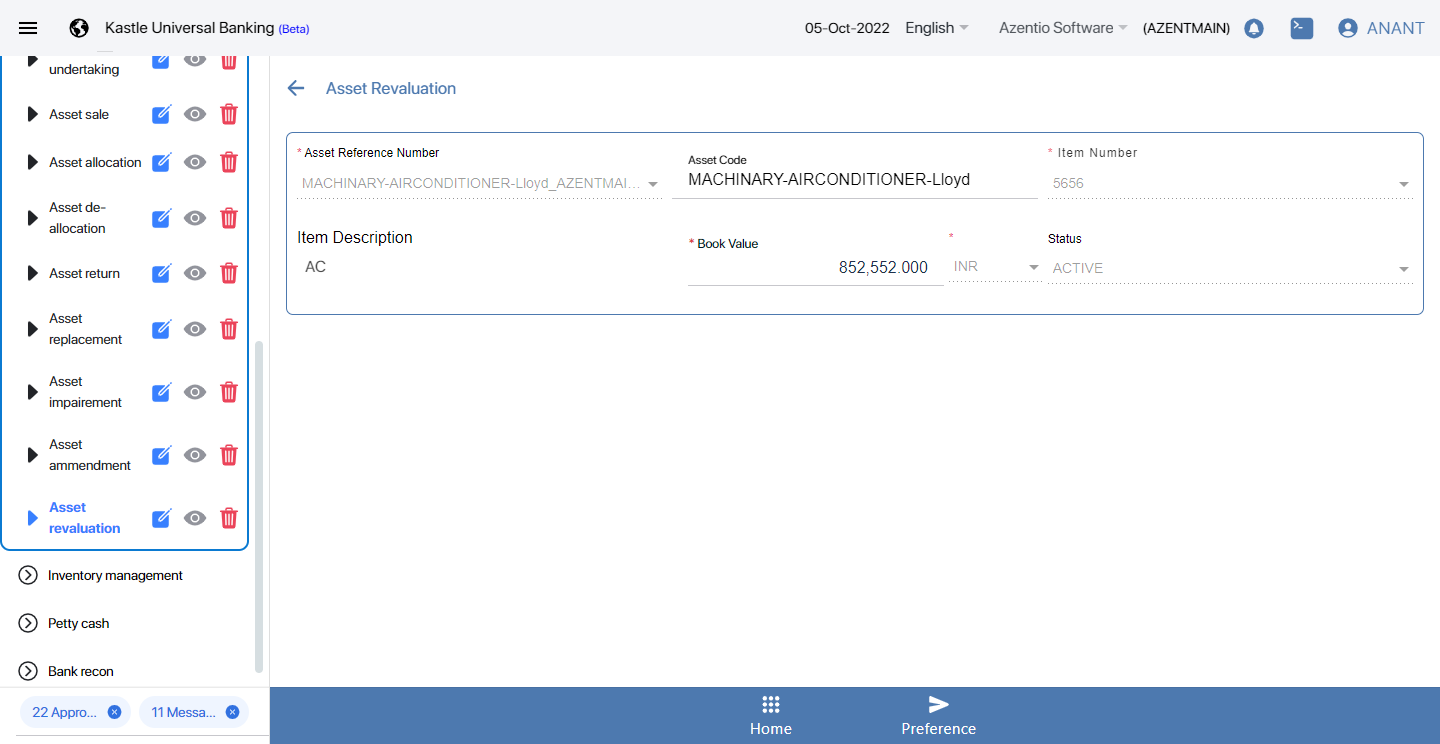 Kastle Universal Banking (Beta)
05-Oct-2022 English Azentio Software (AZENTMAIN) ANANT
undertaking
Asset sale
Asset allocation
Asset de-
allocation
Asset return
Asset
replacement
Asset
impairement
Asset
ammendment
Asset
revaluation
Inventory management
Petty cash
Bank recon
22 Appro...
11 Messa...
Asset Revaluation
* Asset Reference Number
MACHINARY-AIRCONDITIONER-Lloyd_AZENTMAI...
Asset Code
MACHINARY-AIRCONDITIONER-Lloyd
* Item Number
5656
Item Description
AC
* Book Value
852,552.000
*
INR
Status
ACTIVE
Home
Preference